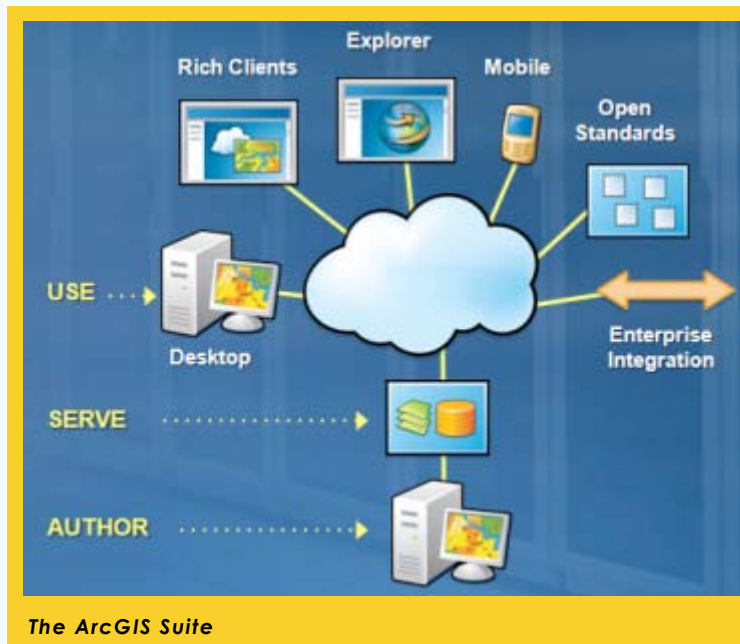 Explorer
Rich Clients
Mobile
Open
Standards
USE
Desktop
Enterprise
Integration
SERVE
AUTHOR
The ArcGIS Suite